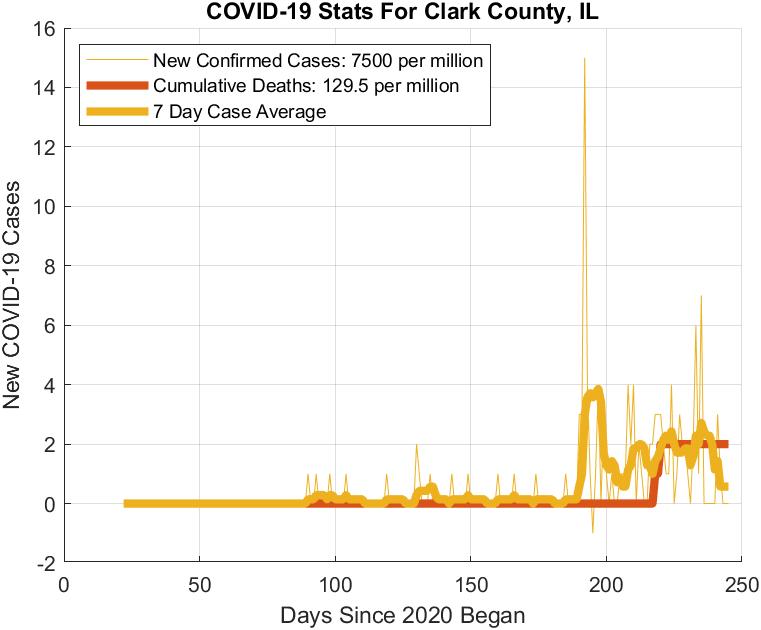 COVID-19 Stats For Clark County, IL
New Confirmed Cases: 7500 per million
Cumulative Deaths: 129.5 per million
7 Day Case Average
New COVID-19 Cases
16
14
12
10
8
6
4
2
0
-2
0 50 100 150 200 250
Days Since 2020 Began